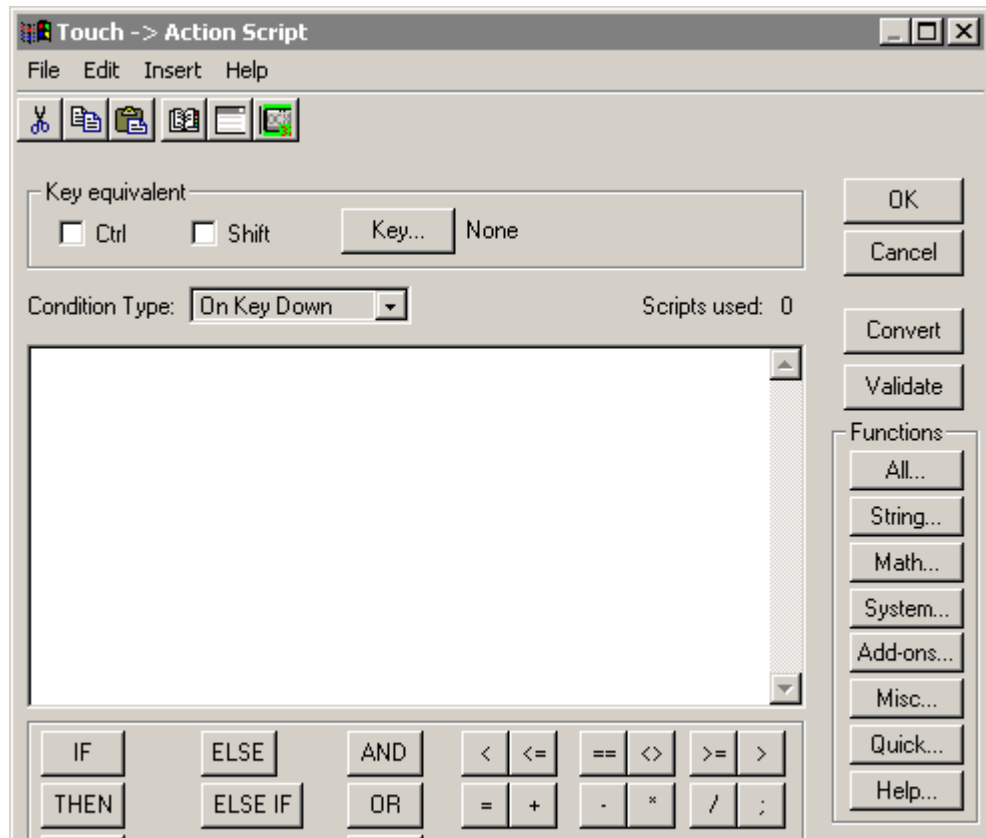 Touch -> Action Script
File Edit Insert Help
Key equivalent
Ctrl Shift Key... None
OK
Cancel
Condition Type: On Key Down Scripts used: 0
Convert
Validate
Functions
All...
String...
Math...
System...
Add-ons...
Misc...
Quick...
Help...
IF ELSE AND < <= == <> >= >
THEN ELSE IF OR = + - * / ;